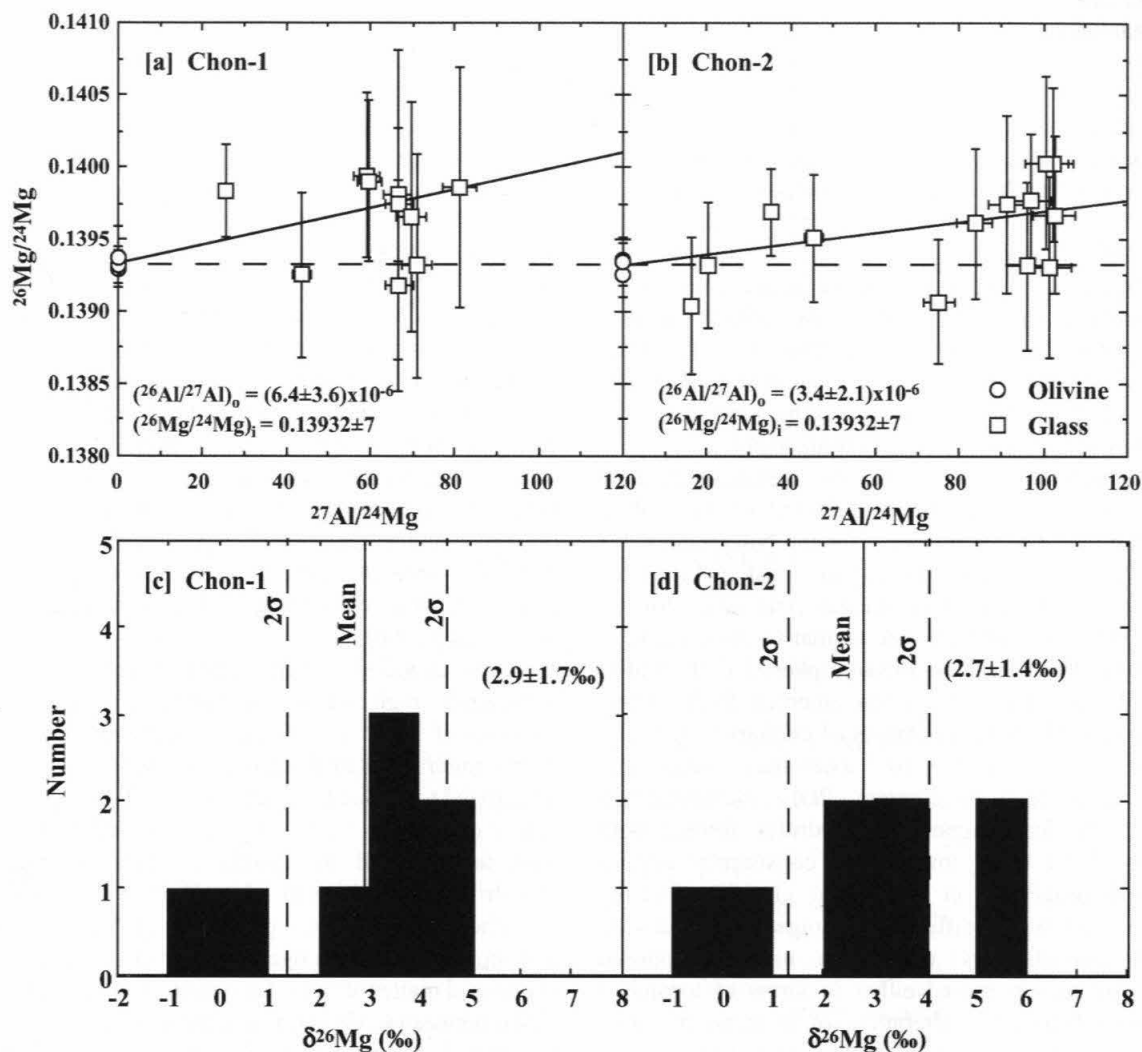 0.1410
0.1405
0.1400
0.1395
0.1390
0.1385
0.1380
²⁶Mg/²⁴Mg
[a] Chon-1
(²⁶Al/²⁷Al)ₒ = (6.4±3.6)x10⁻⁶
(²⁶Mg/²⁴Mg)ᵢ = 0.13932±7
[b] Chon-2
(²⁶Al/²⁷Al)ₒ = (3.4±2.1)x10⁻⁶
(²⁶Mg/²⁴Mg)ᵢ = 0.13932±7
Olivine
Glass
0 20 40 60 80 100 120 20 40 60 80 100 120
²⁷Al/²⁴Mg
²⁷Al/²⁴Mg
5
4
3
2
1
0
Number
[c] Chon-1
2σ
Mean
2σ
(2.9±1.7‰)
[d] Chon-2
2σ
Mean
2σ
(2.7±1.4‰)
-2 -1 0 1 2 3 4 5 6 7 8 -1 0 1 2 3 4 5 6 7 8
δ²⁶Mg (‰)
δ²⁶Mg (‰)